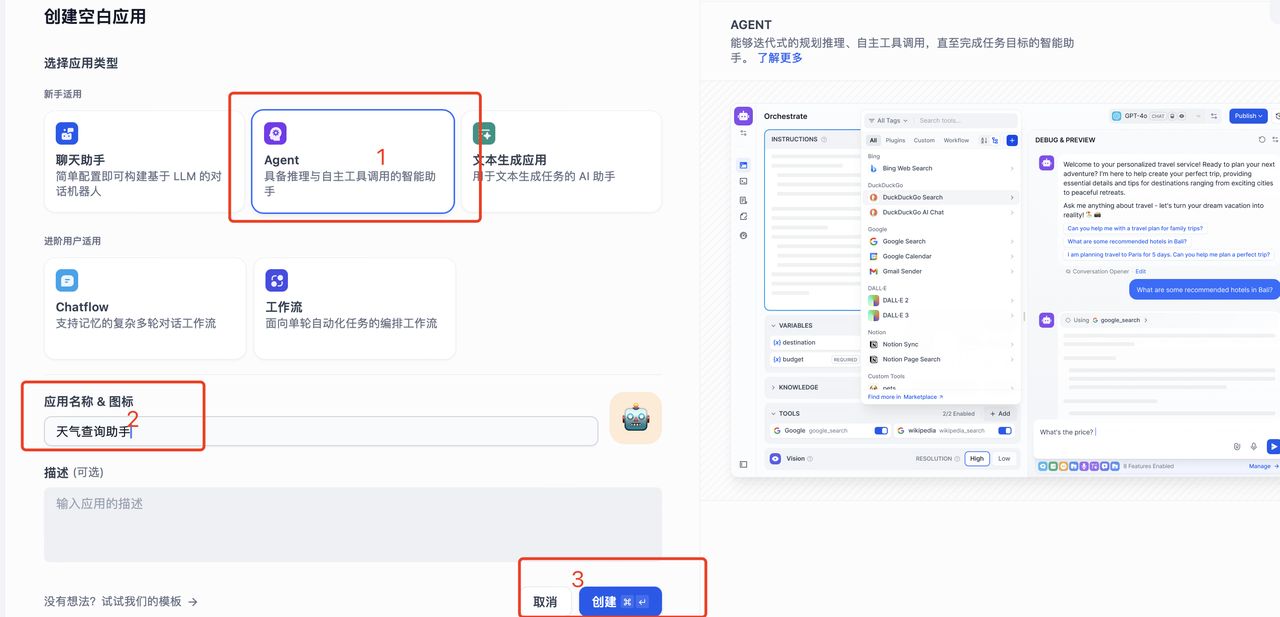 创建空白应用
选择应用类型
新手适用
聊天助手
简单配置即可构建基于 LLM 的对
话机器人
Agent
1
具备推理与自主工具调用的智能助
手
文本生成应用
用于文本生成任务的 AI 助手
进阶用户适用
Chatflow
支持记忆的复杂多轮对话工作流
工作流
面向单轮自动化任务的编排工作流
应用名称 & 图标
2
天气查询助手
描述 (可选)
输入应用的描述
没有想法？试试我们的模板 →
3
取消
创建 ⌘ ↵
AGENT
能够迭代式的规划推理、自主工具调用，直至完成任务目标的智能助
手。 了解更多
Orchestrate
INSTRUCTIONS
All Tags
Search tools...
All Plugins Custom Workflow
Bing
Bing Web Search
DuckDuckGo
DuckDuckGo Search
DuckDuckGo AI Chat
Google
Google Search
Google Calendar
Gmail Sender
DALL-E
DALL-E 2
DALL-E 3
Notion
Notion Sync
Notion Page Search
Custom Tools
pets
Find more in Marketplace ↗
VARIABLES
{x} destination
{x} budget REQUIRED
KNOWLEDGE
TOOLS 2/2 Enabled + Add
Google google_search
wikipedia wikipedia_search
Vision RESOLUTION High Low
GPT-4o CHAT
Publish
DEBUG & PREVIEW
Welcome to your personalized travel service! Ready to plan your next
adventure? I'm here to help create your perfect trip, providing
essential details and tips for destinations ranging from exciting cities
to peaceful retreats.
Ask me anything about travel - let's turn your dream vacation into
reality! 🏖 📸
Can you help me with a travel plan for family trips?
What are some recommended hotels in Bali?
I am planning travel to Paris for 5 days. Can you help me plan a perfect trip?
Conversation Opener · Edit
What are some recommended hotels in Bali?
Using google_search
What's the price?
8 Features Enabled
Manage →